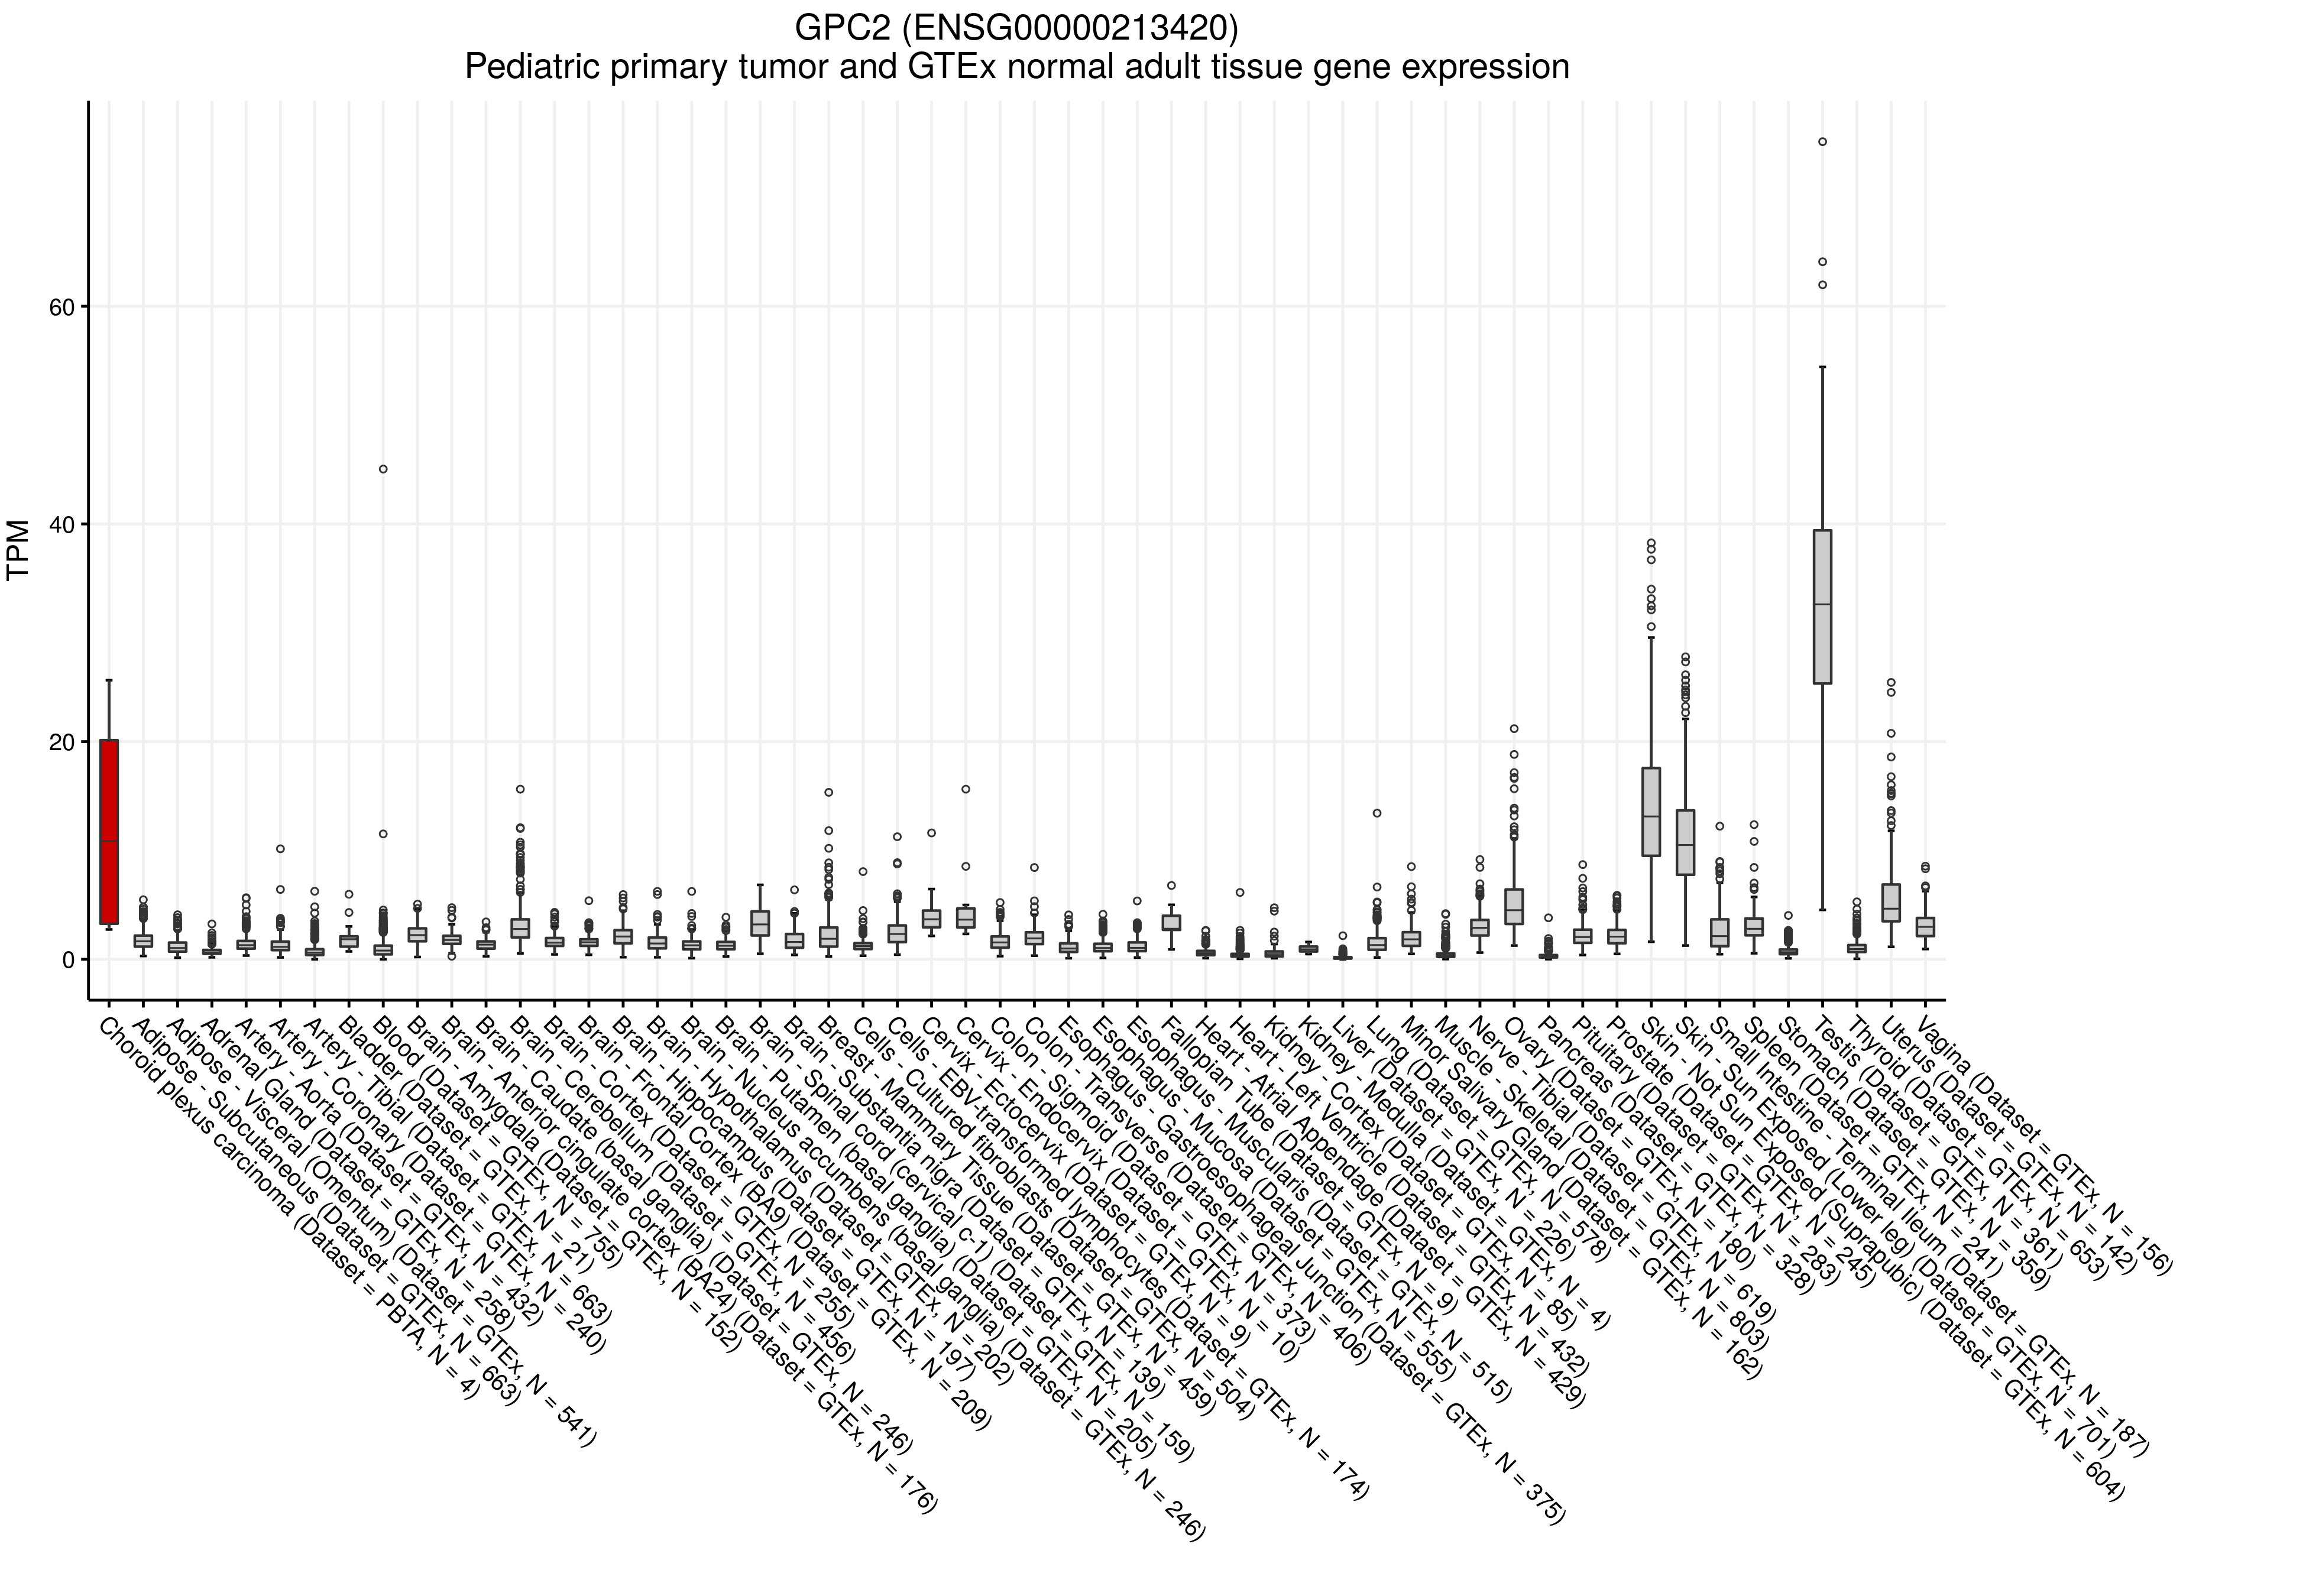 GPC2 (ENSG00000213420)
Pediatric primary tumor and GTEx normal adult tissue gene expression
TPM
60
40
20
0
Choroid plexus carcinoma (Dataset = PBTA, N = 4)
Adipose - Subcutaneous (Dataset = GTEx, N = 663)
Adipose - Visceral (Omentum) (Dataset = GTEx, N = 541)
Adrenal Gland (Dataset = GTEx, N = 258)
Artery - Aorta (Dataset = GTEx, N = 432)
Artery - Coronary (Dataset = GTEx, N = 240)
Artery - Tibial (Dataset = GTEx, N = 663)
Bladder (Dataset = GTEx, N = 21)
Blood (Dataset = GTEx, N = 755)
Brain - Amygdala (Dataset = GTEx, N = 152)
Brain - Anterior cingulate cortex (BA24) (Dataset = GTEx, N = 176)
Brain - Caudate (basal ganglia) (Dataset = GTEx, N = 246)
Brain - Cerebellum (Dataset = GTEx, N = 456)
Brain - Cortex (Dataset = GTEx, N = 255)
Brain - Frontal Cortex (BA9) (Dataset = GTEx, N = 209)
Brain - Hippocampus (Dataset = GTEx, N = 197)
Brain - Hypothalamus (Dataset = GTEx, N = 202)
Brain - Nucleus accumbens (basal ganglia) (Dataset = GTEx, N = 246)
Brain - Putamen (basal ganglia) (Dataset = GTEx, N = 205)
Brain - Spinal cord (cervical c-1) (Dataset = GTEx, N = 159)
Brain - Substantia nigra (Dataset = GTEx, N = 139)
Breast - Mammary Tissue (Dataset = GTEx, N = 459)
Cells - Cultured fibroblasts (Dataset = GTEx, N = 504)
Cells - EBV-transformed lymphocytes (Dataset = GTEx, N = 174)
Cervix - Ectocervix (Dataset = GTEx, N = 9)
Cervix - Endocervix (Dataset = GTEx, N = 10)
Colon - Sigmoid (Dataset = GTEx, N = 373)
Colon - Transverse (Dataset = GTEx, N = 406)
Esophagus - Gastroesophageal Junction (Dataset = GTEx, N = 375)
Esophagus - Mucosa (Dataset = GTEx, N = 555)
Esophagus - Muscularis (Dataset = GTEx, N = 515)
Fallopian Tube (Dataset = GTEx, N = 9)
Heart - Atrial Appendage (Dataset = GTEx, N = 429)
Heart - Left Ventricle (Dataset = GTEx, N = 432)
Kidney - Cortex (Dataset = GTEx, N = 85)
Kidney - Medulla (Dataset = GTEx, N = 4)
Liver (Dataset = GTEx, N = 226)
Lung (Dataset = GTEx, N = 578)
Minor Salivary Gland (Dataset = GTEx, N = 162)
Muscle - Skeletal (Dataset = GTEx, N = 803)
Nerve - Tibial (Dataset = GTEx, N = 619)
Ovary (Dataset = GTEx, N = 180)
Pancreas (Dataset = GTEx, N = 328)
Pituitary (Dataset = GTEx, N = 283)
Prostate (Dataset = GTEx, N = 245)
Skin - Not Sun Exposed (Suprapubic) (Dataset = GTEx, N = 604)
Skin - Sun Exposed (Lower leg) (Dataset = GTEx, N = 701)
Small Intestine - Terminal Ileum (Dataset = GTEx, N = 187)
Spleen (Dataset = GTEx, N = 241)
Stomach (Dataset = GTEx, N = 359)
Testis (Dataset = GTEx, N = 361)
Thyroid (Dataset = GTEx, N = 653)
Uterus (Dataset = GTEx, N = 142)
Vagina (Dataset = GTEx, N = 156)